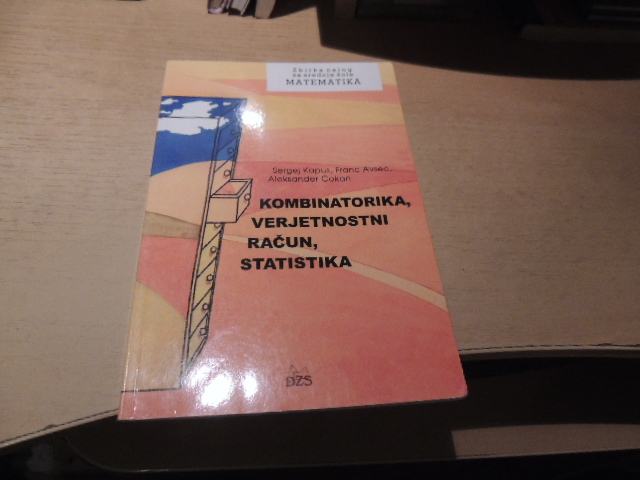 Zbirka nalog
za srednje šole
MATEMATIKA
Sergej Kapus, Franc Avsec,
Aleksander Cokan
KOMBINATORIKA,
VERJETNOSTNI
RAČUN,
STATISTIKA
DZS